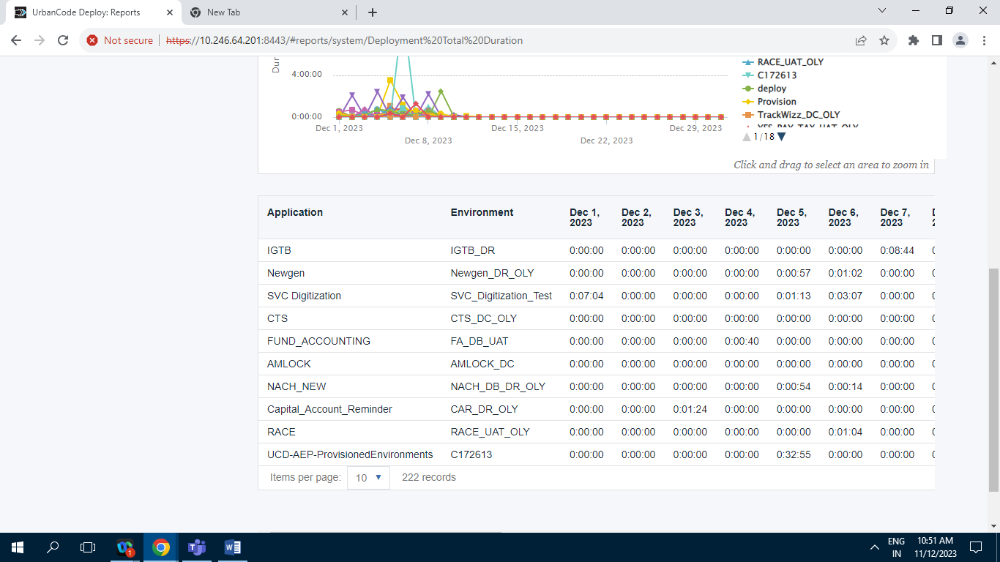 UrbanCode Deploy: Reports
New Tab
Not secure https://10.246.64.201:8443/#reports/system/Deployment%20Total%20Duration
Dur
4:00:00
0:00:00
Dec 1, 2023 Dec 15, 2023 Dec 29, 2023
Dec 8, 2023 Dec 22, 2023
RACE_UAT_OLY
C172613
deploy
Provision
TrackWizz_DC_OLY
YES_PAY_TAX_UAT_OLY
1/18
Click and drag to select an area to zoom in
Application Environment Dec 1, 2023 Dec 2, 2023 Dec 3, 2023 Dec 4, 2023 Dec 5, 2023 Dec 6, 2023 Dec 7, 2023
IGTB IGTB_DR 0:00:00 0:00:00 0:00:00 0:00:00 0:00:00 0:00:00 0:08:44
Newgen Newgen_DR_OLY 0:00:00 0:00:00 0:00:00 0:00:00 0:00:57 0:01:02 0:00:00
SVC Digitization SVC_Digitization_Test 0:07:04 0:00:00 0:00:00 0:00:00 0:01:13 0:03:07 0:00:00
CTS CTS_DC_OLY 0:00:00 0:00:00 0:00:00 0:00:00 0:00:00 0:00:00 0:00:00
FUND_ACCOUNTING FA_DB_UAT 0:00:00 0:00:00 0:00:00 0:00:40 0:00:00 0:00:00 0:00:00
AMLOCK AMLOCK_DC 0:00:00 0:00:00 0:00:00 0:00:00 0:00:00 0:00:00 0:00:00
NACH_NEW NACH_DB_DR_OLY 0:00:00 0:00:00 0:00:00 0:00:00 0:00:54 0:00:14 0:00:00
Capital_Account_Reminder CAR_DR_OLY 0:00:00 0:00:00 0:01:24 0:00:00 0:00:00 0:00:00 0:00:00
RACE RACE_UAT_OLY 0:00:00 0:00:00 0:00:00 0:00:00 0:00:00 0:01:04 0:00:00
UCD-AEP-ProvisionedEnvironments C172613 0:00:00 0:00:00 0:00:00 0:00:00 0:32:55 0:00:00 0:00:00
Items per page: 10 222 records
1
ENG
IN
10:51 AM
11/12/2023